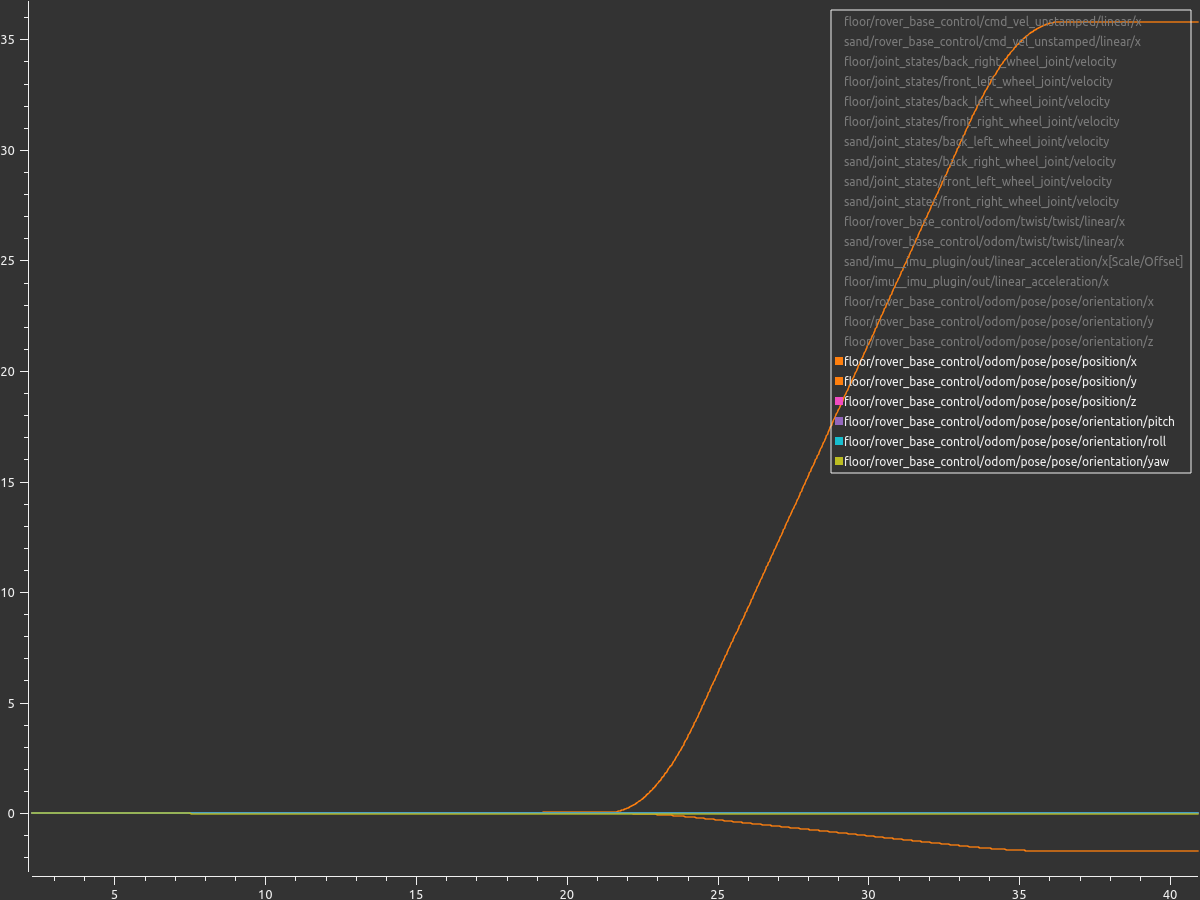 floor/rover_base_control/cmd_vel_unstamped/linear/x
sand/rover_base_control/cmd_vel_unstamped/linear/x
floor/joint_states/back_right_wheel_joint/velocity
floor/joint_states/front_left_wheel_joint/velocity
floor/joint_states/back_left_wheel_joint/velocity
floor/joint_states/front_right_wheel_joint/velocity
sand/joint_states/back_left_wheel_joint/velocity
sand/joint_states/back_right_wheel_joint/velocity
sand/joint_states/front_left_wheel_joint/velocity
sand/joint_states/front_right_wheel_joint/velocity
floor/rover_base_control/odom/twist/twist/linear/x
sand/rover_base_control/odom/twist/twist/linear/x
sand/imu__imu_plugin/out/linear_acceleration/x[Scale/Offset]
floor/imu__imu_plugin/out/linear_acceleration/x
floor/rover_base_control/odom/pose/pose/orientation/x
floor/rover_base_control/odom/pose/pose/orientation/y
floor/rover_base_control/odom/pose/pose/orientation/z
floor/rover_base_control/odom/pose/pose/position/x
floor/rover_base_control/odom/pose/pose/position/y
floor/rover_base_control/odom/pose/pose/position/z
floor/rover_base_control/odom/pose/pose/orientation/pitch
floor/rover_base_control/odom/pose/pose/orientation/roll
floor/rover_base_control/odom/pose/pose/orientation/yaw
35
30
25
20
15
10
5
0
5 10 15 20 25 30 35 40